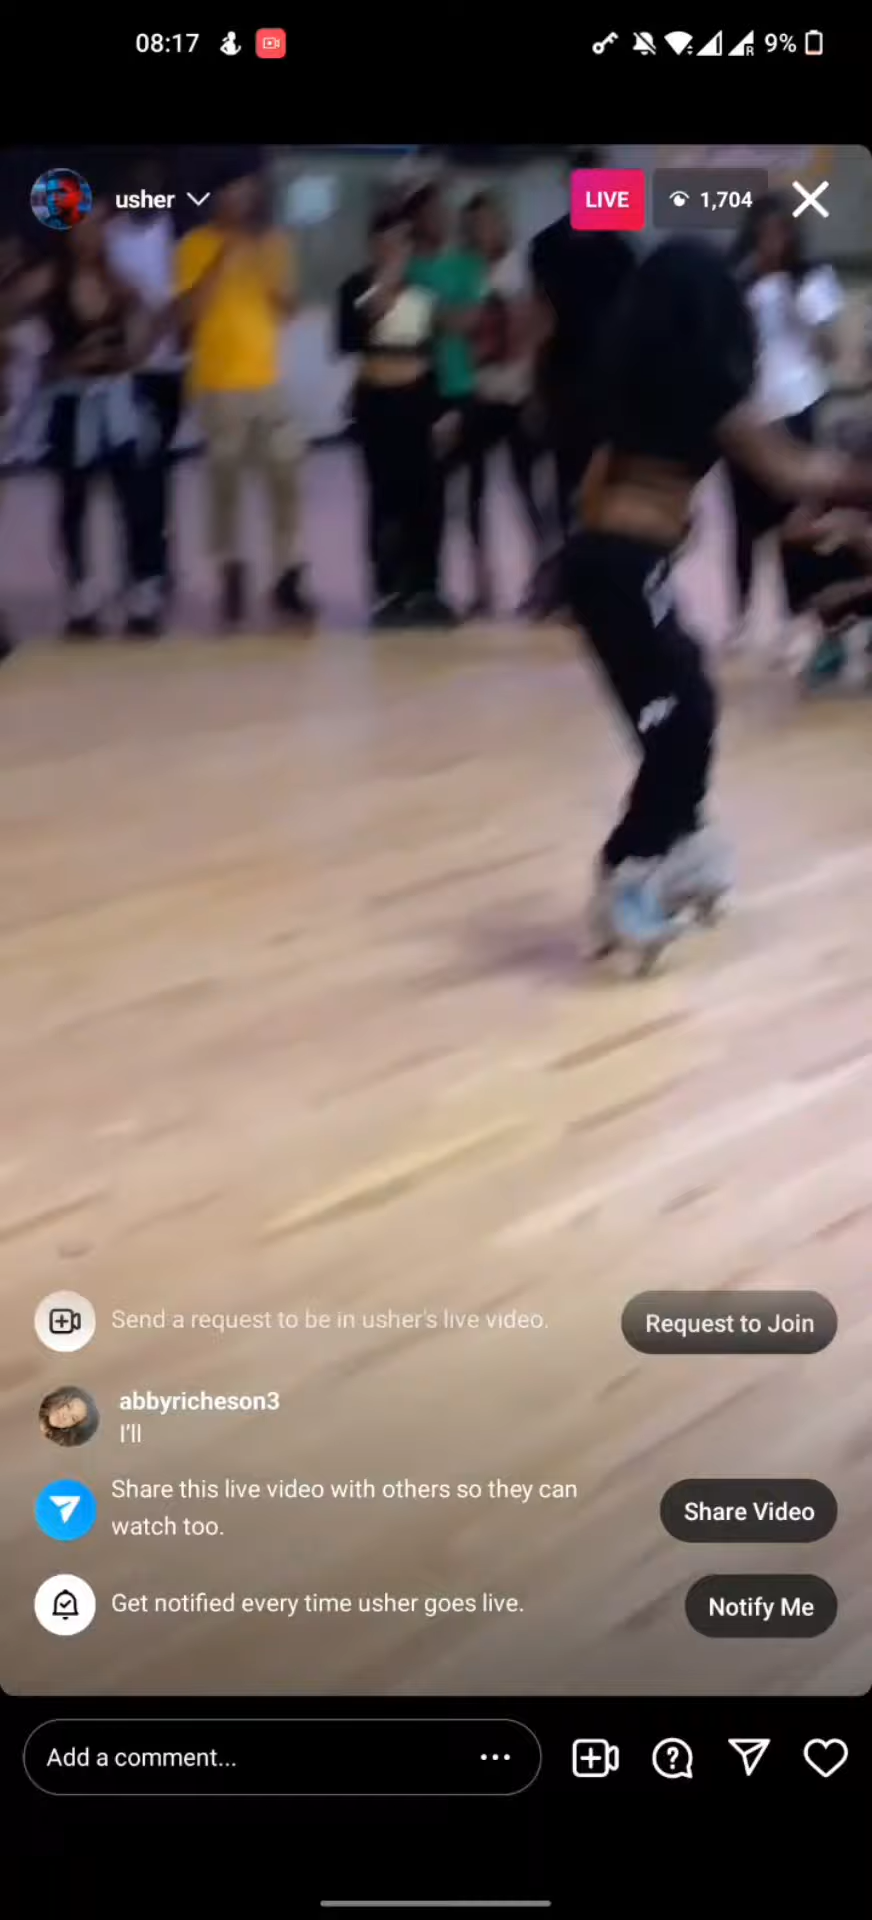 08:17
9%
usher
LIVE
1,704
Send a request to be in usher's live video.
Request to Join
abbyricheson3
I'll
Share this live video with others so they can
watch too.
Share Video
Get notified every time usher goes live.
Notify Me
Add a comment...